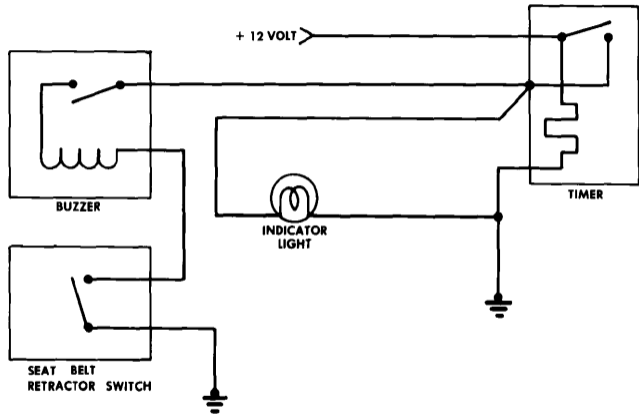 + 12 VOLT
BUZZER
TIMER
INDICATOR
LIGHT
SEAT BELT
RETRACTOR SWITCH